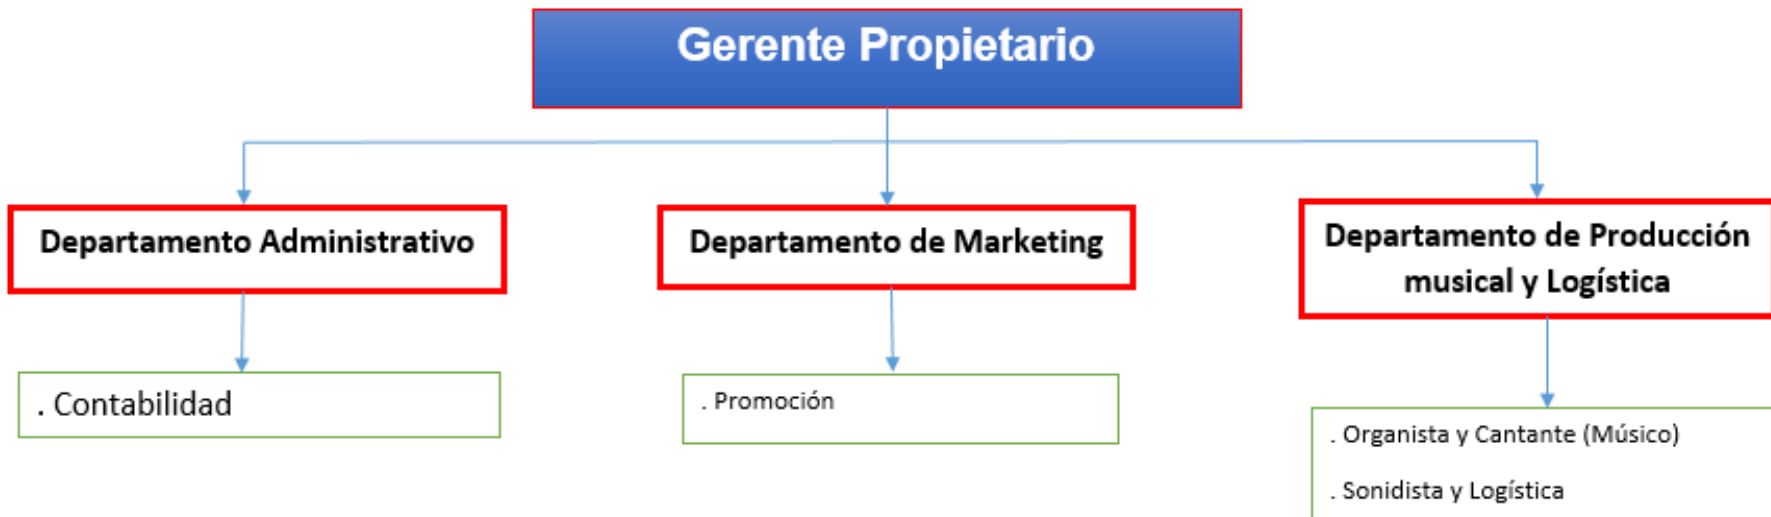 Gerente Propietario
Departamento Administrativo
Departamento de Marketing
Departamento de Producción
musical y Logística
. Contabilidad
. Promoción
. Organista y Cantante (Músico)
. Sonidista y Logística